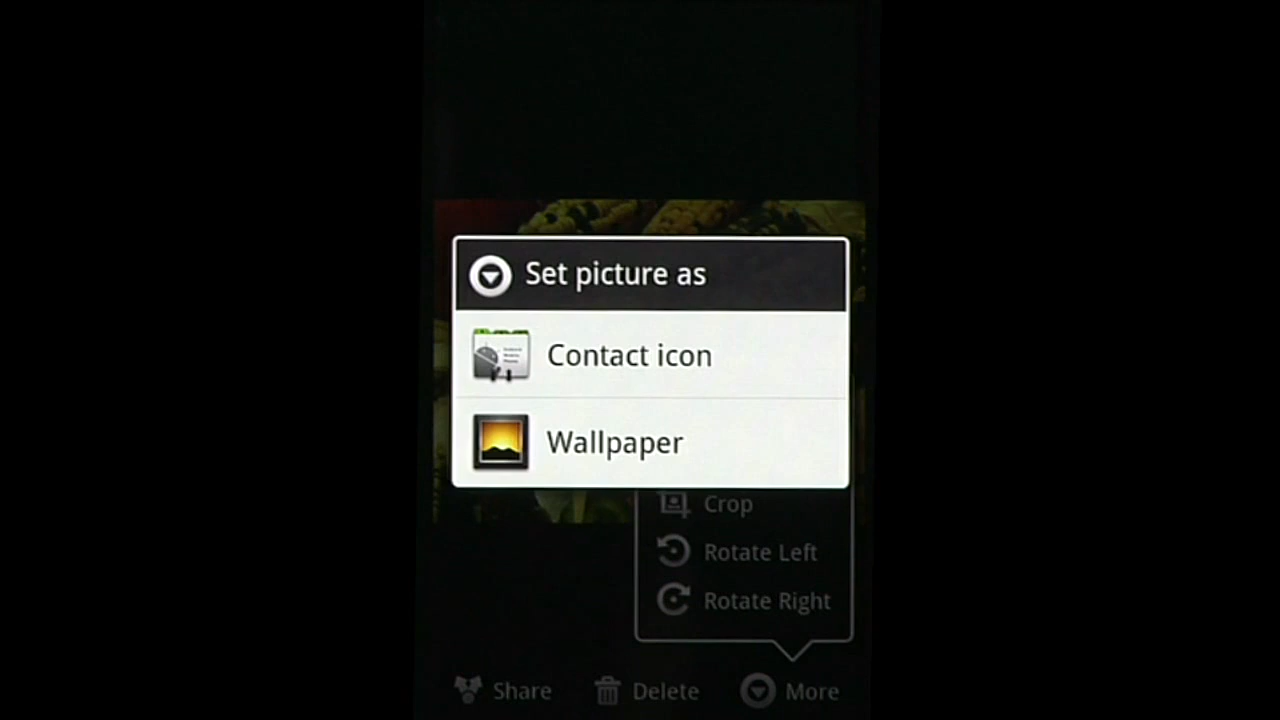 Set picture as
Contact icon
Wallpaper
Crop
Rotate Left
Rotate Right
Share
Delete
More